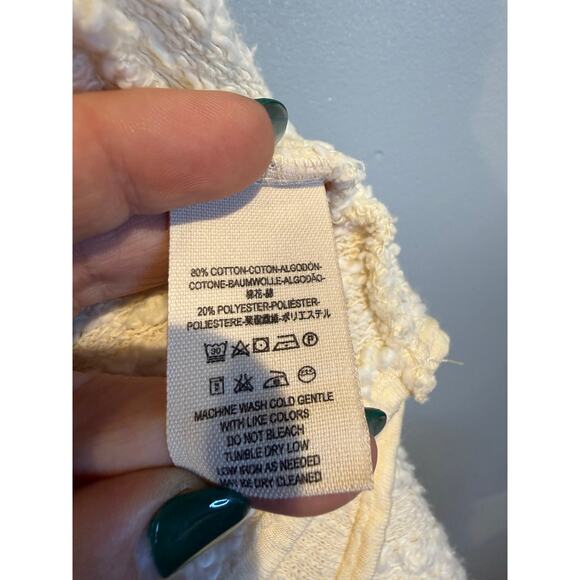 80% COTTON-COTON-ALGODÓN-
COTONE-BAUMWOLLE-ALGODÃO-
棉花-綿
20% POLYESTER-POLIÉSTER-
POLIESTERE-聚酯纖維-ポリエステル
30
MACHINE WASH COLD GENTLE
WITH LIKE COLORS
DO NOT BLEACH
TUMBLE DRY LOW
LOW IRON AS NEEDED
MAY BE DRY CLEANED